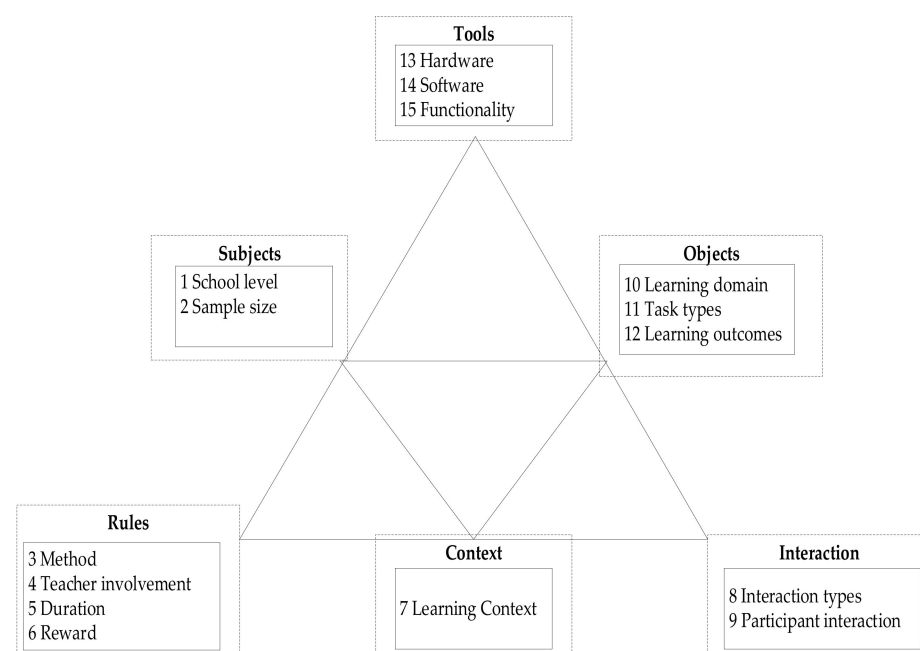 Tools
13 Hardware
14 Software
15 Functionality
Subjects
1 School level
2 Sample size
Objects
10 Learning domain
11 Task types
12 Learning outcomes
Rules
3 Method
4 Teacher involvement
5 Duration
6 Reward
Context
7 Learning Context
Interaction
8 Interaction types
9 Participant interaction